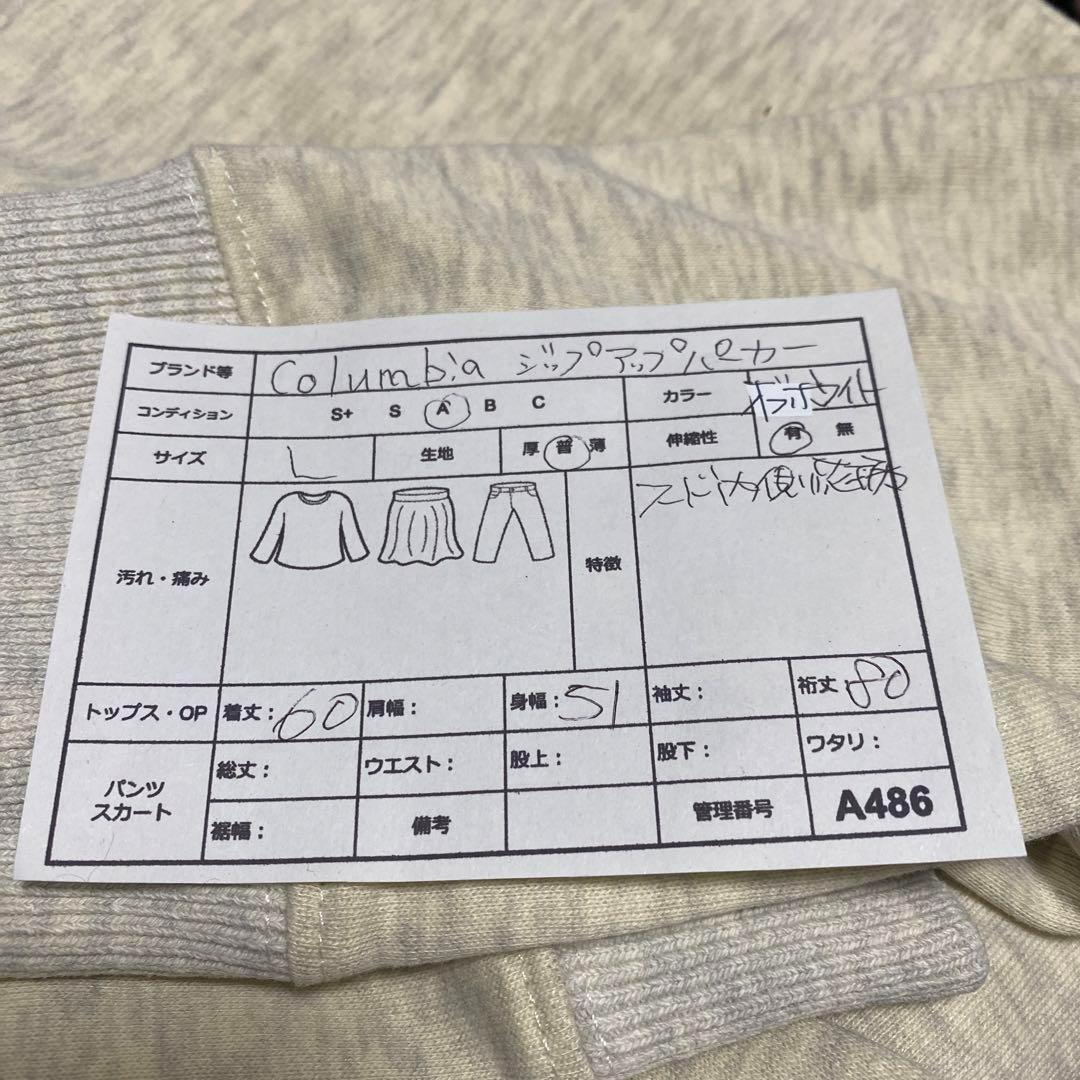 ブランド等 Columbia ジップアップパーカー
コンディション S+ S A B C カラー オフホワイト
サイズ L 生地 厚 普 薄 伸縮性 有 無
汚れ・痛み 特徴
トップス・OP 着丈：60 肩幅： 身幅：51 袖丈： 裄丈：80
パンツ
スカート
総丈： ウエスト： 股上： 股下： ワタリ：
裾幅： 備考 管理番号 A486